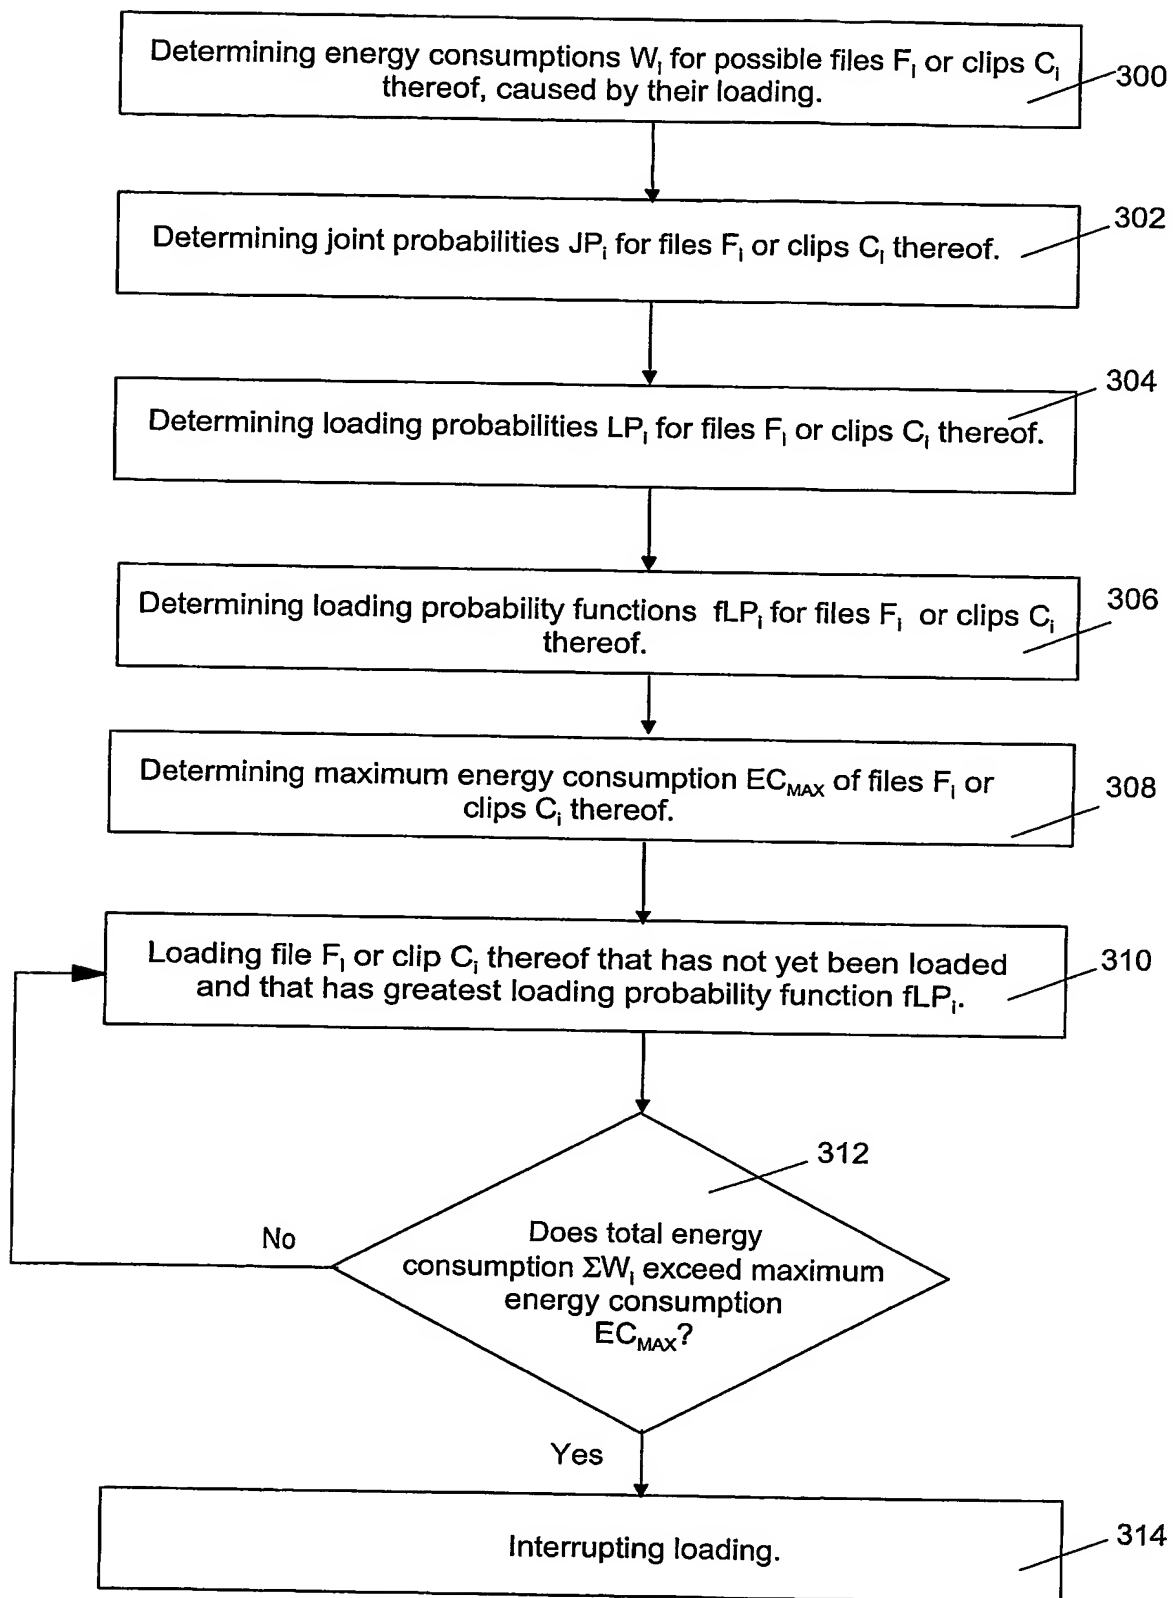 Determining energy consumptions Wᵢ for possible files Fᵢ or clips Cᵢ
thereof, caused by their loading.
300
302
Determining joint probabilities JPᵢ for files Fᵢ or clips Cᵢ thereof.
304
Determining loading probabilities LPᵢ for files Fᵢ or clips Cᵢ thereof.
Determining loading probability functions fLPᵢ for files Fᵢ or clips Cᵢ
thereof.
306
Determining maximum energy consumption EC_MAX of files Fᵢ or
clips Cᵢ thereof.
308
Loading file Fᵢ or clip Cᵢ thereof that has not yet been loaded
and that has greatest loading probability function fLPᵢ.
310
312
No
Does total energy
consumption ΣWᵢ exceed maximum
energy consumption
EC_MAX?
Yes
Interrupting loading.
314